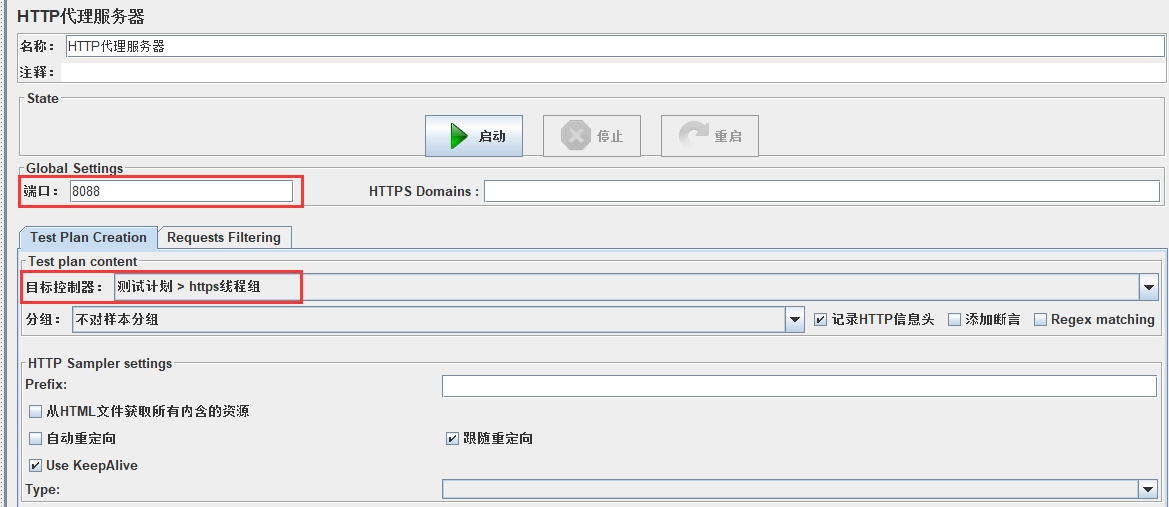 HTTP代理服务器
名称： HTTP代理服务器
注释：
State
启动 停止 重启
Global Settings
端口： 8088 HTTPS Domains :
Test Plan Creation Requests Filtering
Test plan content
目标控制器： 测试计划 > https线程组
分组： 不对样本分组 记录HTTP信息头 添加断言 Regex matching
HTTP Sampler settings
Prefix:
从HTML文件获取所有内含的资源
自动重定向 跟随重定向
Use KeepAlive
Type: